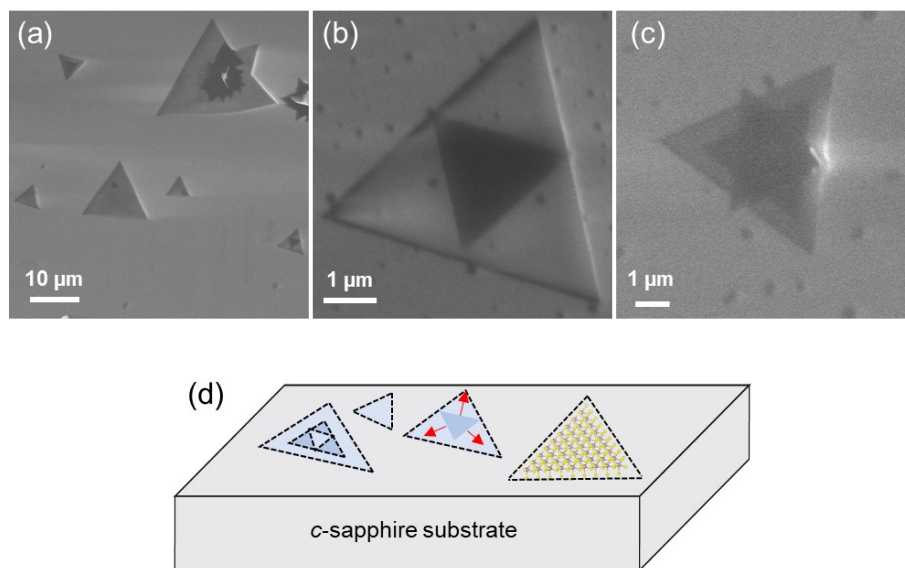 (a)
(b)
(c)
10 µm
1 µm
1 µm
(d)
c-sapphire substrate